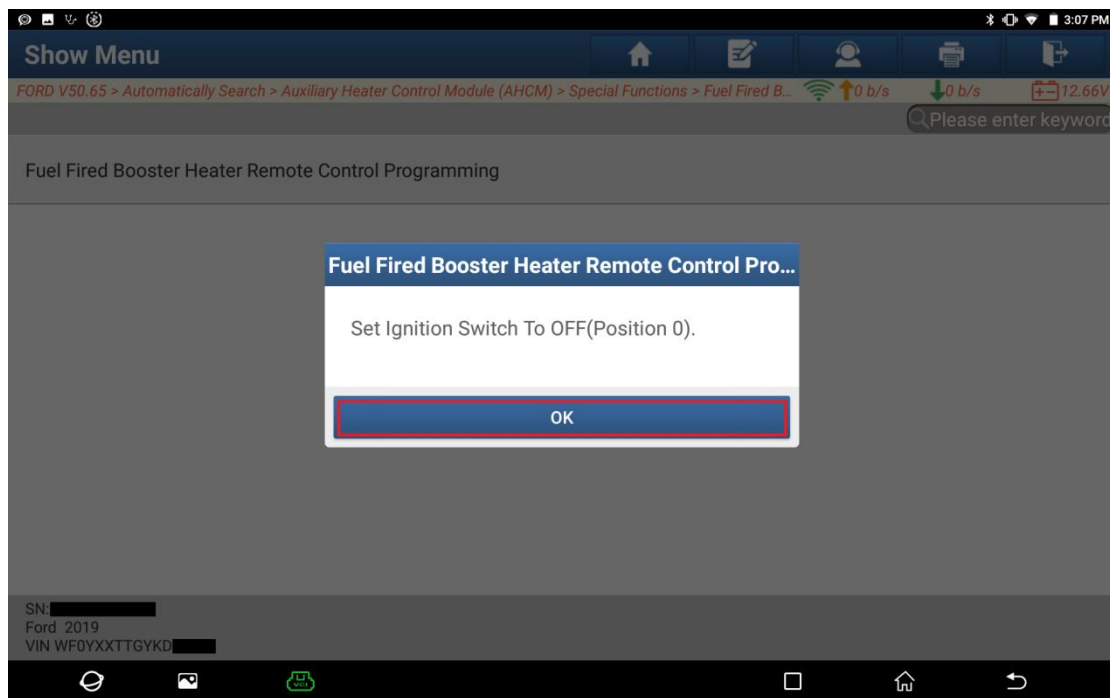 3:07 PM
Show Menu
FORD V50.65 > Automatically Search > Auxiliary Heater Control Module (AHCM) > Special Functions > Fuel Fired B... 0 b/s 0 b/s 12.66V
Please enter keyword
Fuel Fired Booster Heater Remote Control Programming
Fuel Fired Booster Heater Remote Control Pro...
Set Ignition Switch To OFF(Position 0).
OK
SN:
Ford 2019
VIN WF0YXXTTGYKD
VCI